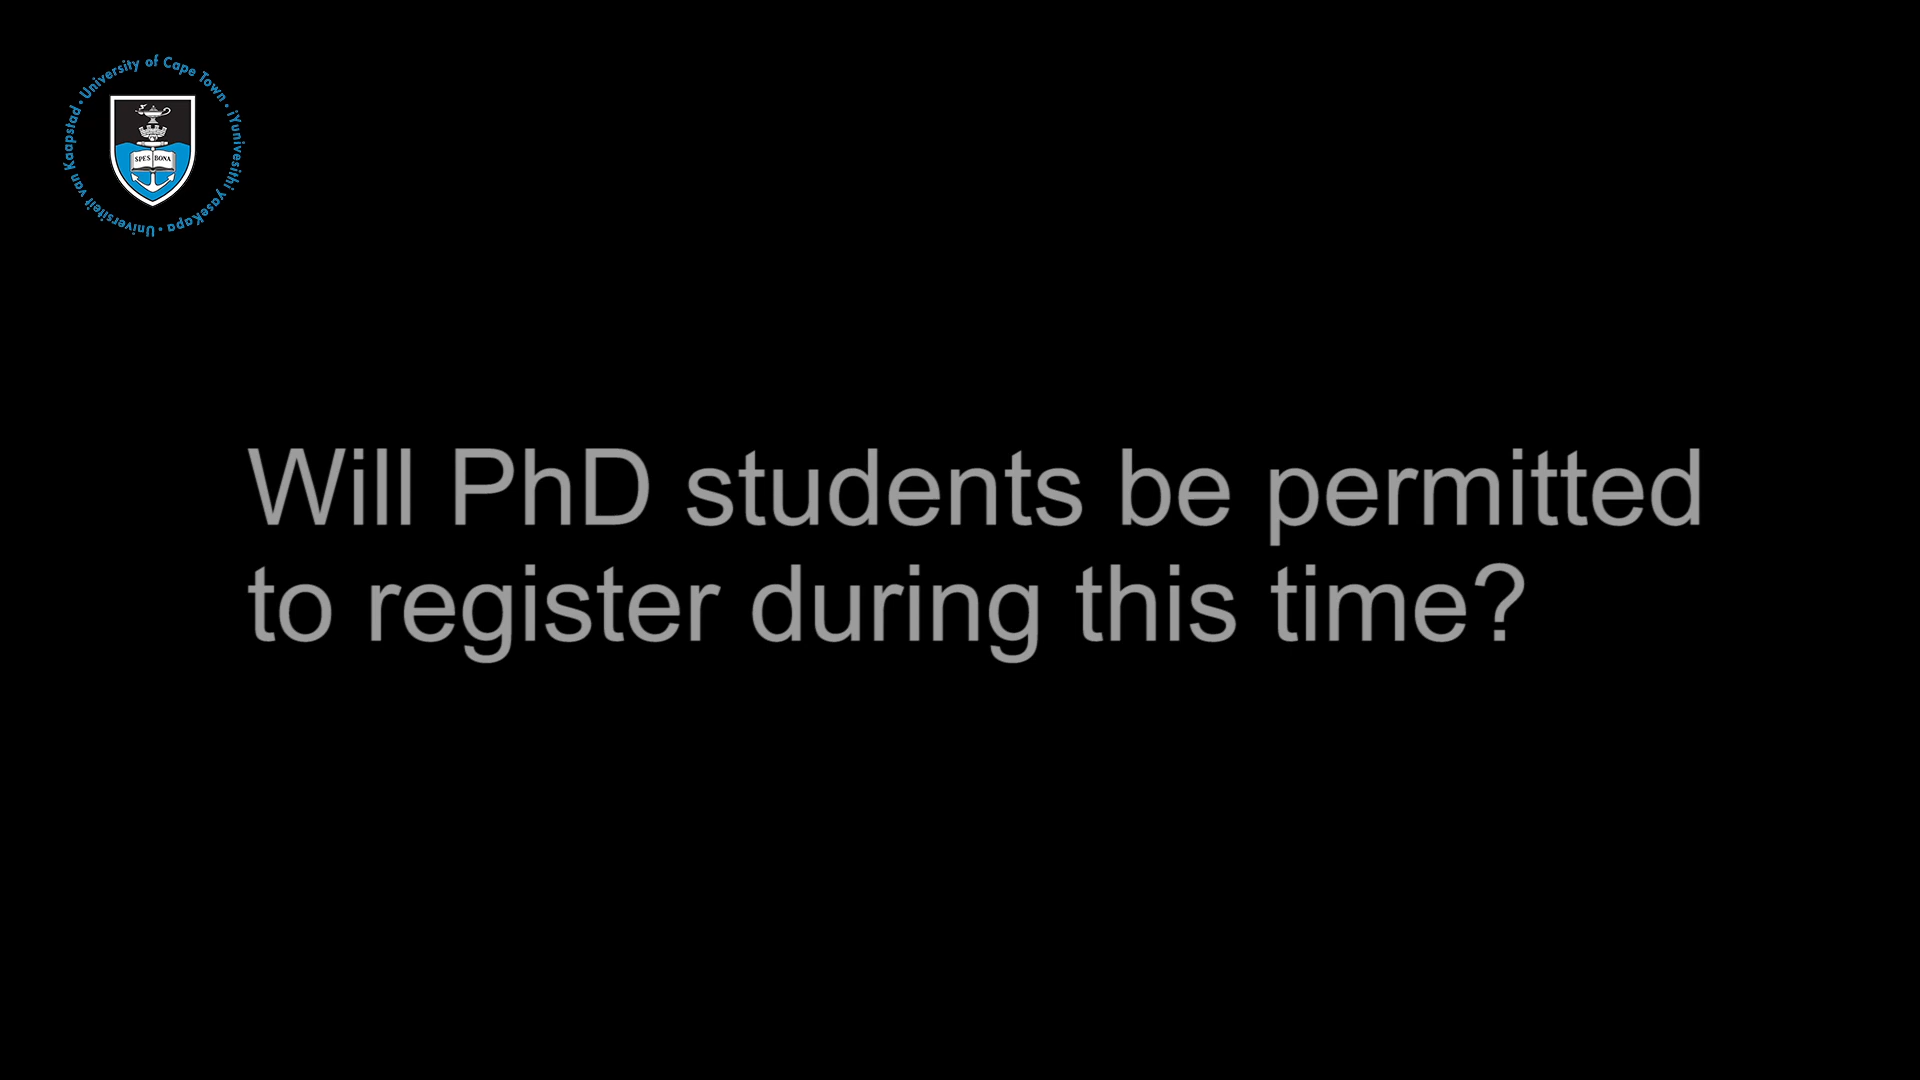 University of Cape Town • iYunivesithi yaseKapa • Universiteit van Kaapstad •
SPES BONA
Will PhD students be permitted
to register during this time?